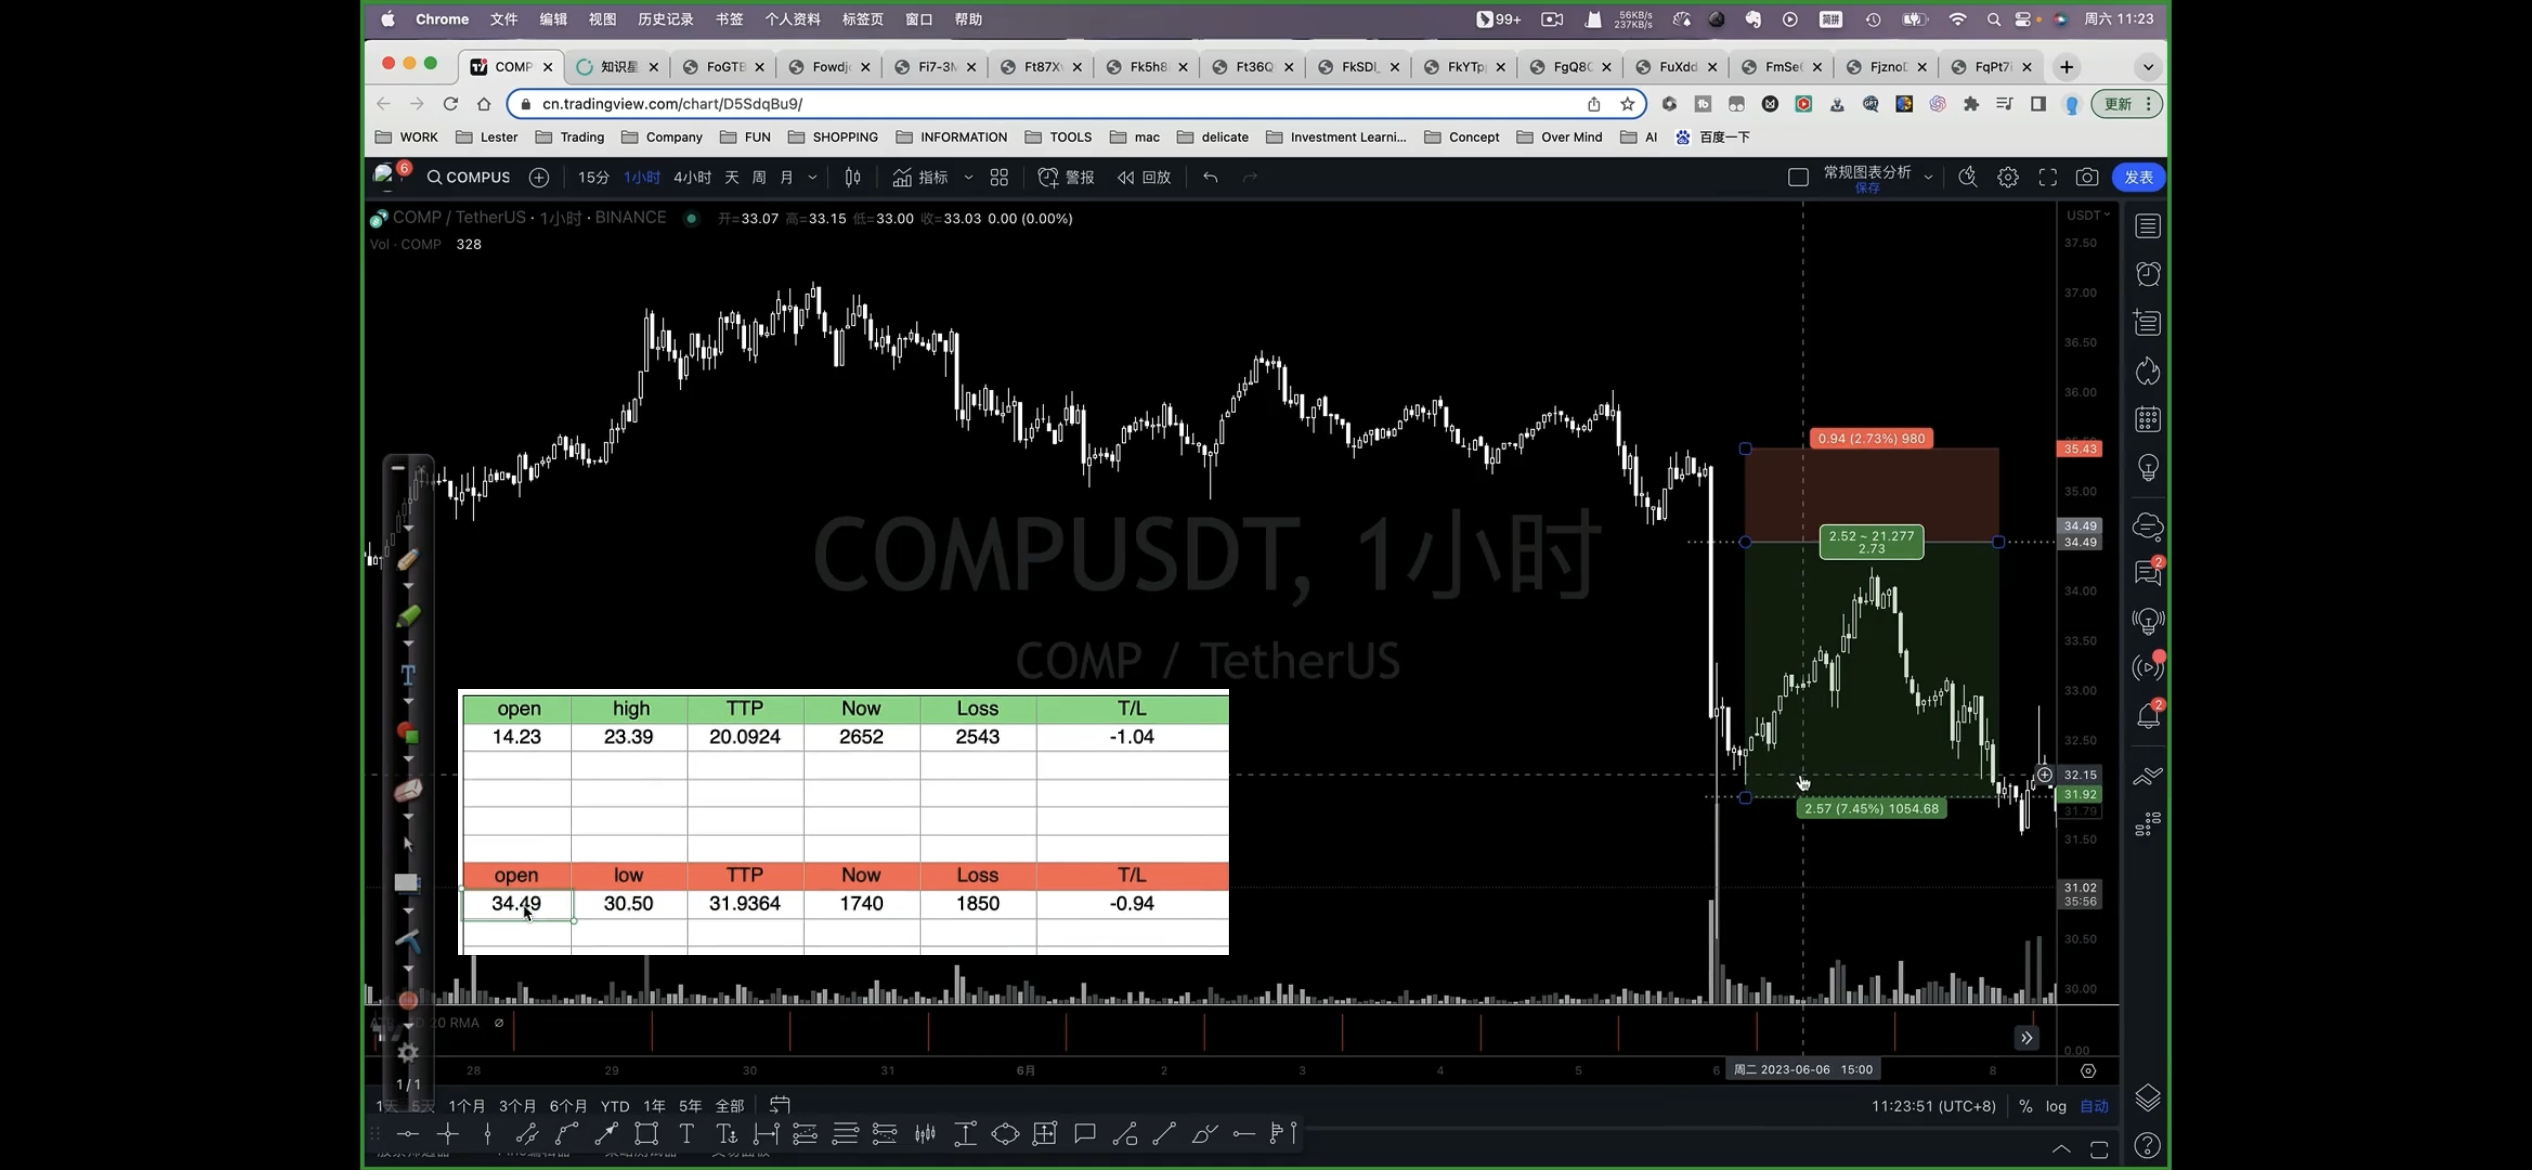 Chrome 文件 编辑 视图 历史记录 书签 个人资料 标签页 窗口 帮助 99+ 56KB/s 237KB/s 简拼 周六 11:23
COMP 知识星 FoGTE Fowdj Fi7-3 Ft87X Fk5h8 Ft36Q FkSDl_ FkYTp FgQ8 FuXdd FmSe FjznoD FqPt7i
cn.tradingview.com/chart/D5SdqBu9/ 更新
WORK Lester Trading Company FUN SHOPPING INFORMATION TOOLS mac delicate Investment Learni... Concept Over Mind AI 百度一下
6 COMPUS 15分 1小时 4小时 天 周 月 指标 警报 回放 常规图表分析 保存 发表
COMP / TetherUS · 1小时 · BINANCE 开=33.07 高=33.15 低=33.00 收=33.03 0.00 (0.00%)
USDT
Vol · COMP 328
37.50
37.00
36.50
36.00
0.94 (2.73%) 980
35.43
35.00
34.49
34.49
2.52 ~ 21.277
2.73
34.00
33.50
33.00
32.50
32.15
31.92
31.79
31.50
31.02
35:56
30.50
30.00
0.00
COMPUSDT, 1小时
COMP / TetherUS
2.57 (7.45%) 1054.68
open high TTP Now Loss T/L
14.23 23.39 20.0924 2652 2543 -1.04
open low TTP Now Loss T/L
34.49 30.50 31.9364 1740 1850 -0.94
20 RMA
28 29 30 31 6月 2 3 4 5 6 周二 2023-06-06 15:00 8
1/1
1天 5天 1个月 3个月 6个月 YTD 1年 5年 全部 11:23:51 (UTC+8) % log 自动